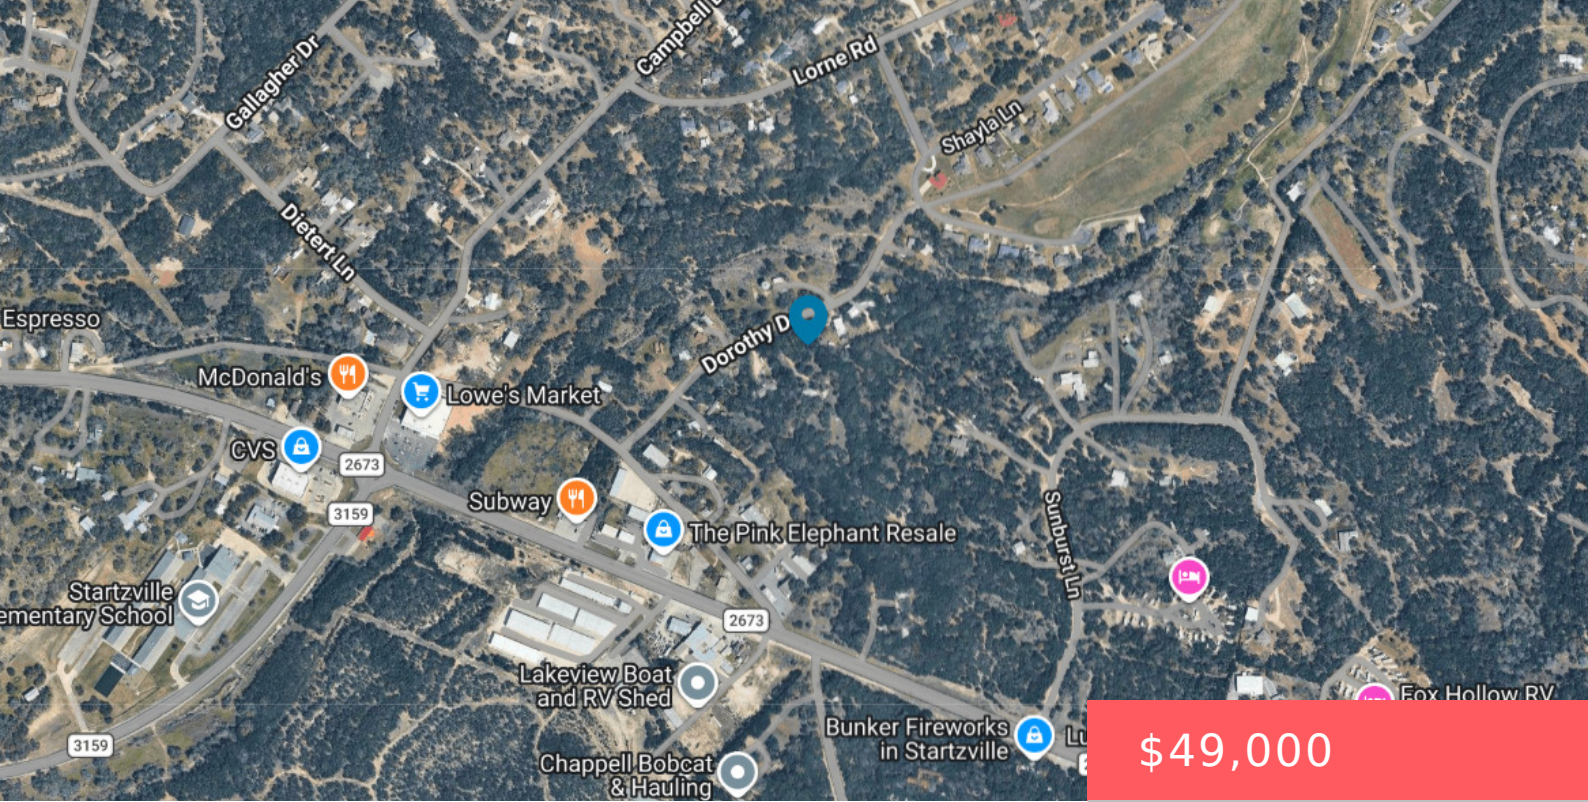 Gallagher Dr
Campbell
Lorne Rd
Shayla Ln
Dietert Ln
Espresso
McDonald's
Lowe's Market
Dorothy D
CVS
2673
Subway
3159
The Pink Elephant Resale
Sunburst Ln
Startzville
ementary School
2673
Lakeview Boat
and RV Shed
Fox Hollow RV
Bunker Fireworks
in Startzville
Lu
3159
Chappell Bobcat
& Hauling
$49,000